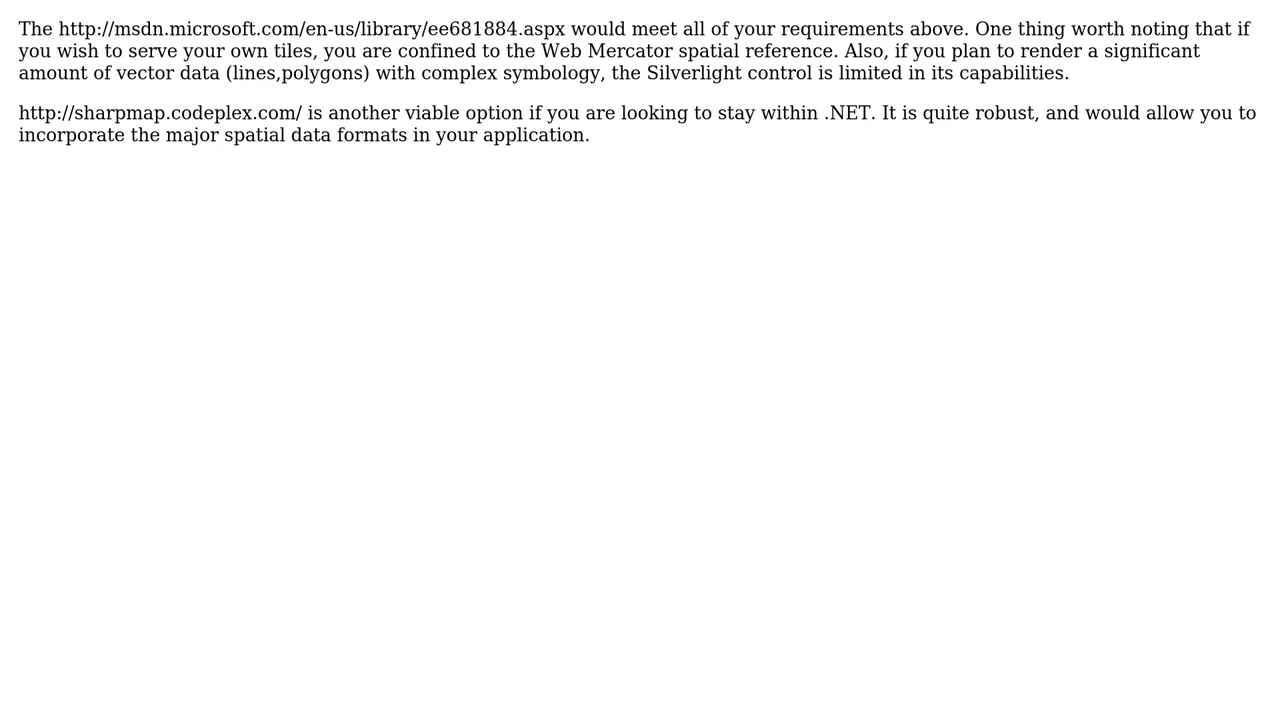 The http://msdn.microsoft.com/en-us/library/ee681884.aspx would meet all of your requirements above. One thing worth noting that if
you wish to serve your own tiles, you are confined to the Web Mercator spatial reference. Also, if you plan to render a significant
amount of vector data (lines,polygons) with complex symbology, the Silverlight control is limited in its capabilities.
http://sharpmap.codeplex.com/ is another viable option if you are looking to stay within .NET. It is quite robust, and would allow you to
incorporate the major spatial data formats in your application.